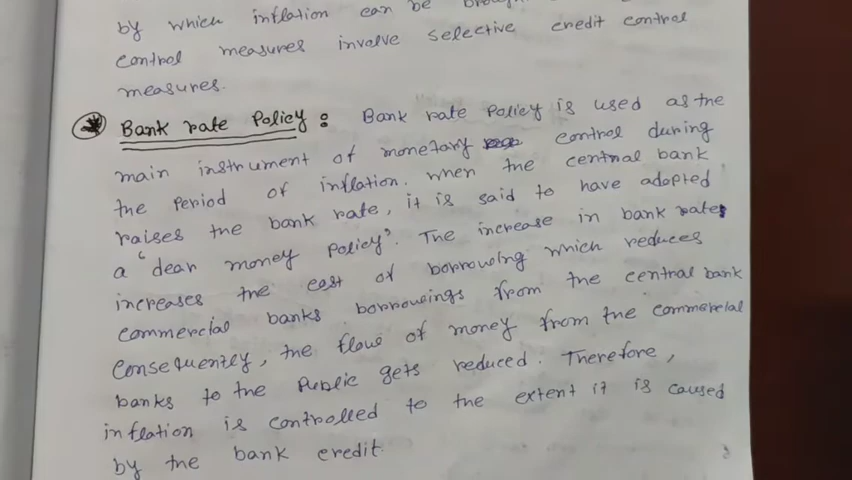 by which inflation can be
control measures involve selective credit control
measures.
Bank rate Policy : Bank rate Policy is used as the
main instrument of monetary control during
the Period of inflation. When the central bank
raises the bank rate, it is said to have adopted
a "dear money Policy". The increase in bank rate
increases the cost of borrowing which reduces
commercial banks borrowings from the central bank
Consequently, the flow of money from the commercial
banks to the Public gets reduced. Therefore,
inflation is controlled to the extent it is caused
by the bank credit.